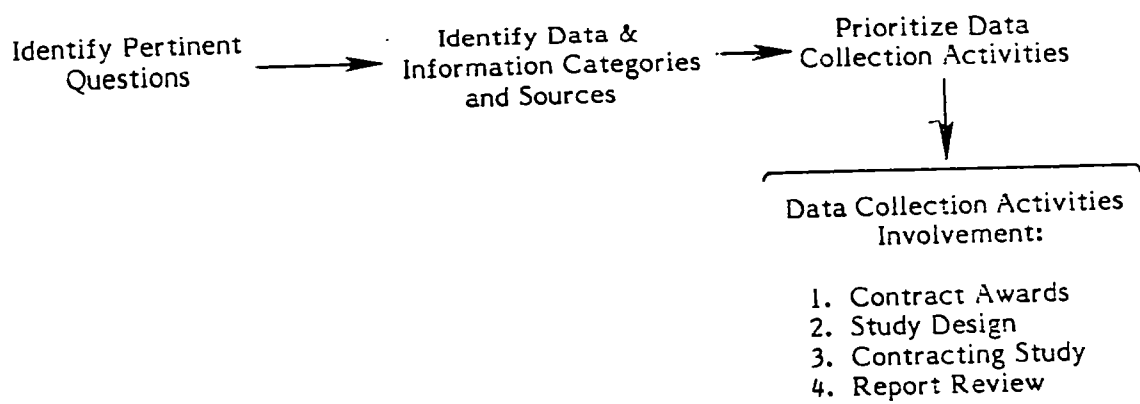 Identify Pertinent
Questions
Identify Data &
Information Categories
and Sources
Prioritize Data
Collection Activities
Data Collection Activities
Involvement:
1. Contract Awards
2. Study Design
3. Contracting Study
4. Report Review